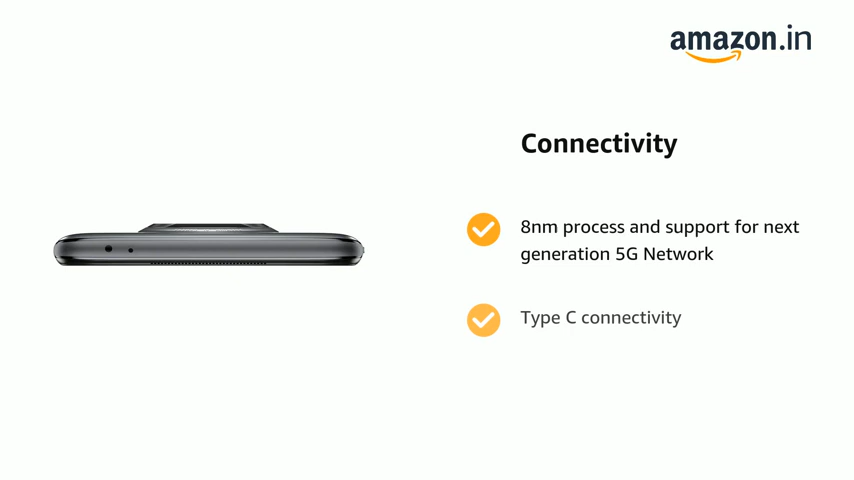 amazon.in
Connectivity
8nm process and support for next
generation 5G Network
Type C connectivity